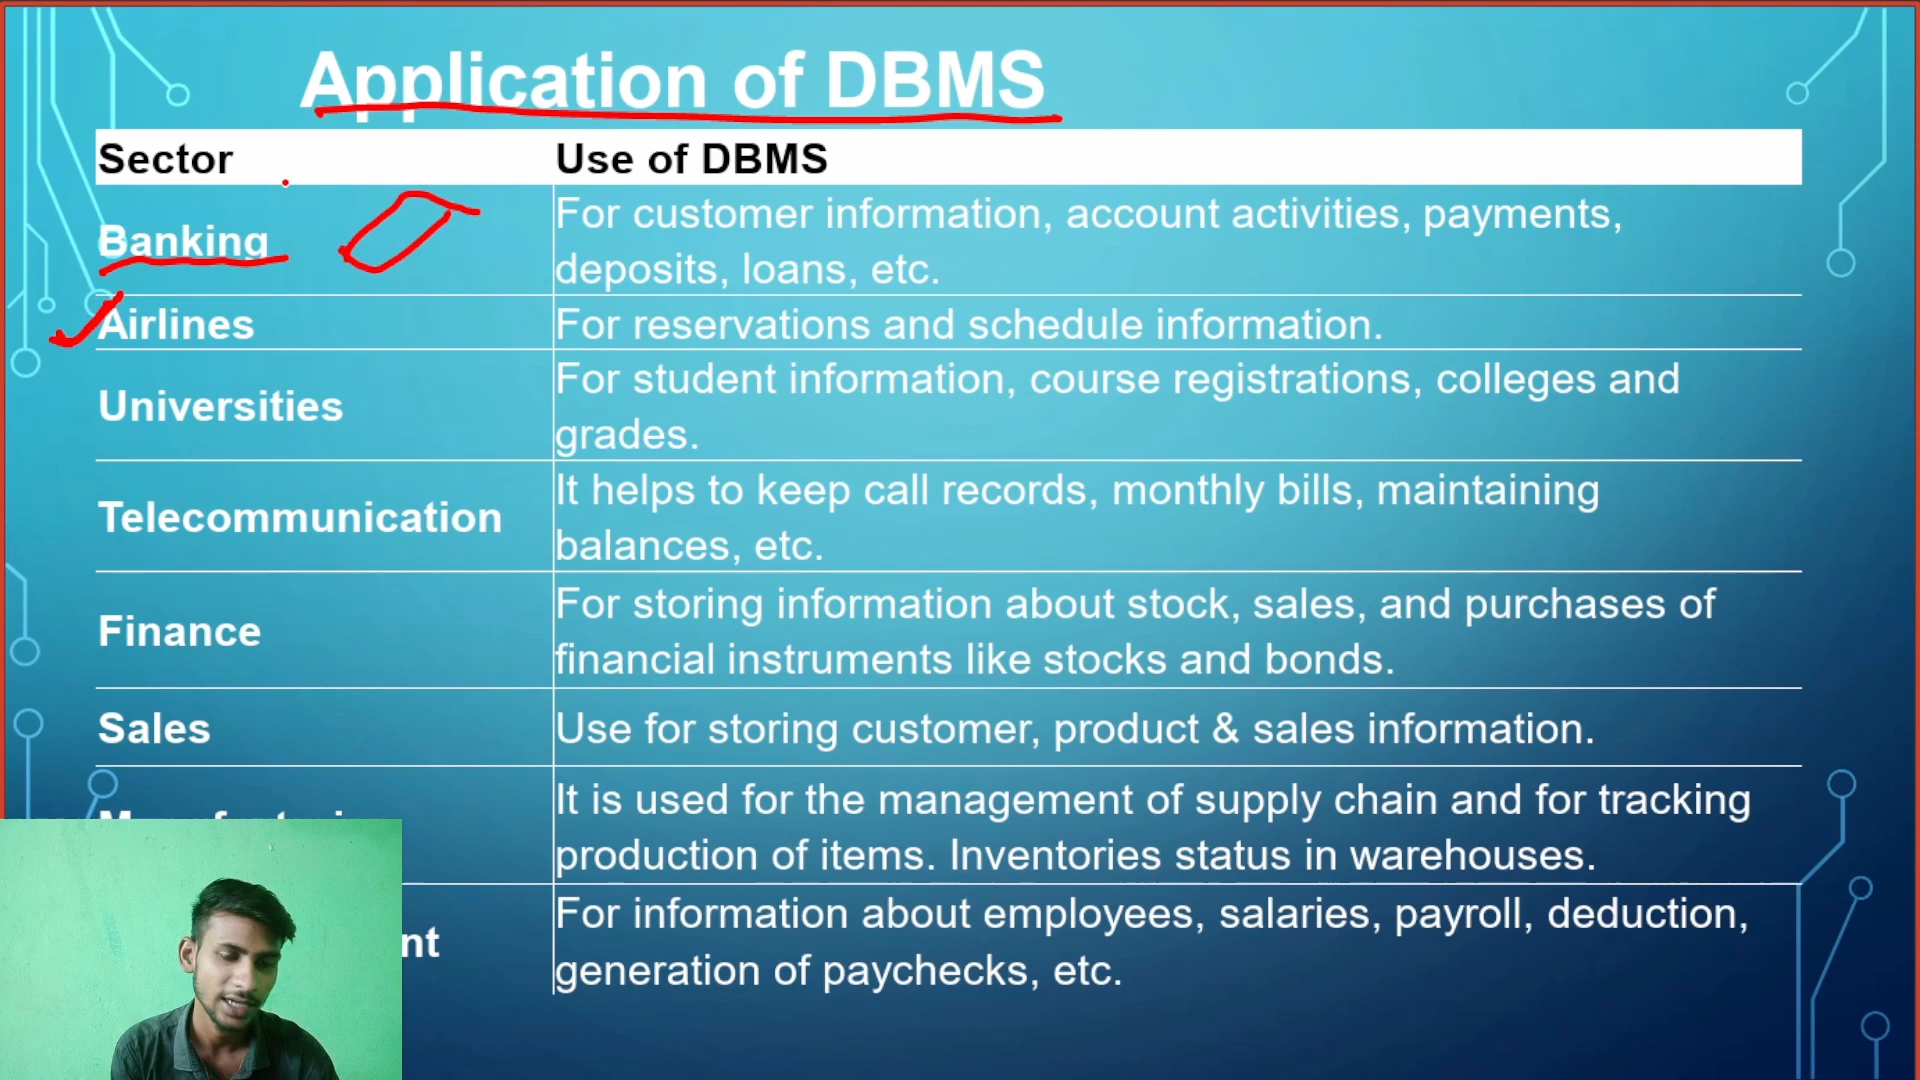 Application of DBMS
Sector Use of DBMS
Banking For customer information, account activities, payments,
deposits, loans, etc.
Airlines For reservations and schedule information.
Universities For student information, course registrations, colleges and
grades.
Telecommunication It helps to keep call records, monthly bills, maintaining
balances, etc.
Finance For storing information about stock, sales, and purchases of
financial instruments like stocks and bonds.
Sales Use for storing customer, product & sales information.
It is used for the management of supply chain and for tracking
production of items. Inventories status in warehouses.
nt For information about employees, salaries, payroll, deduction,
generation of paychecks, etc.